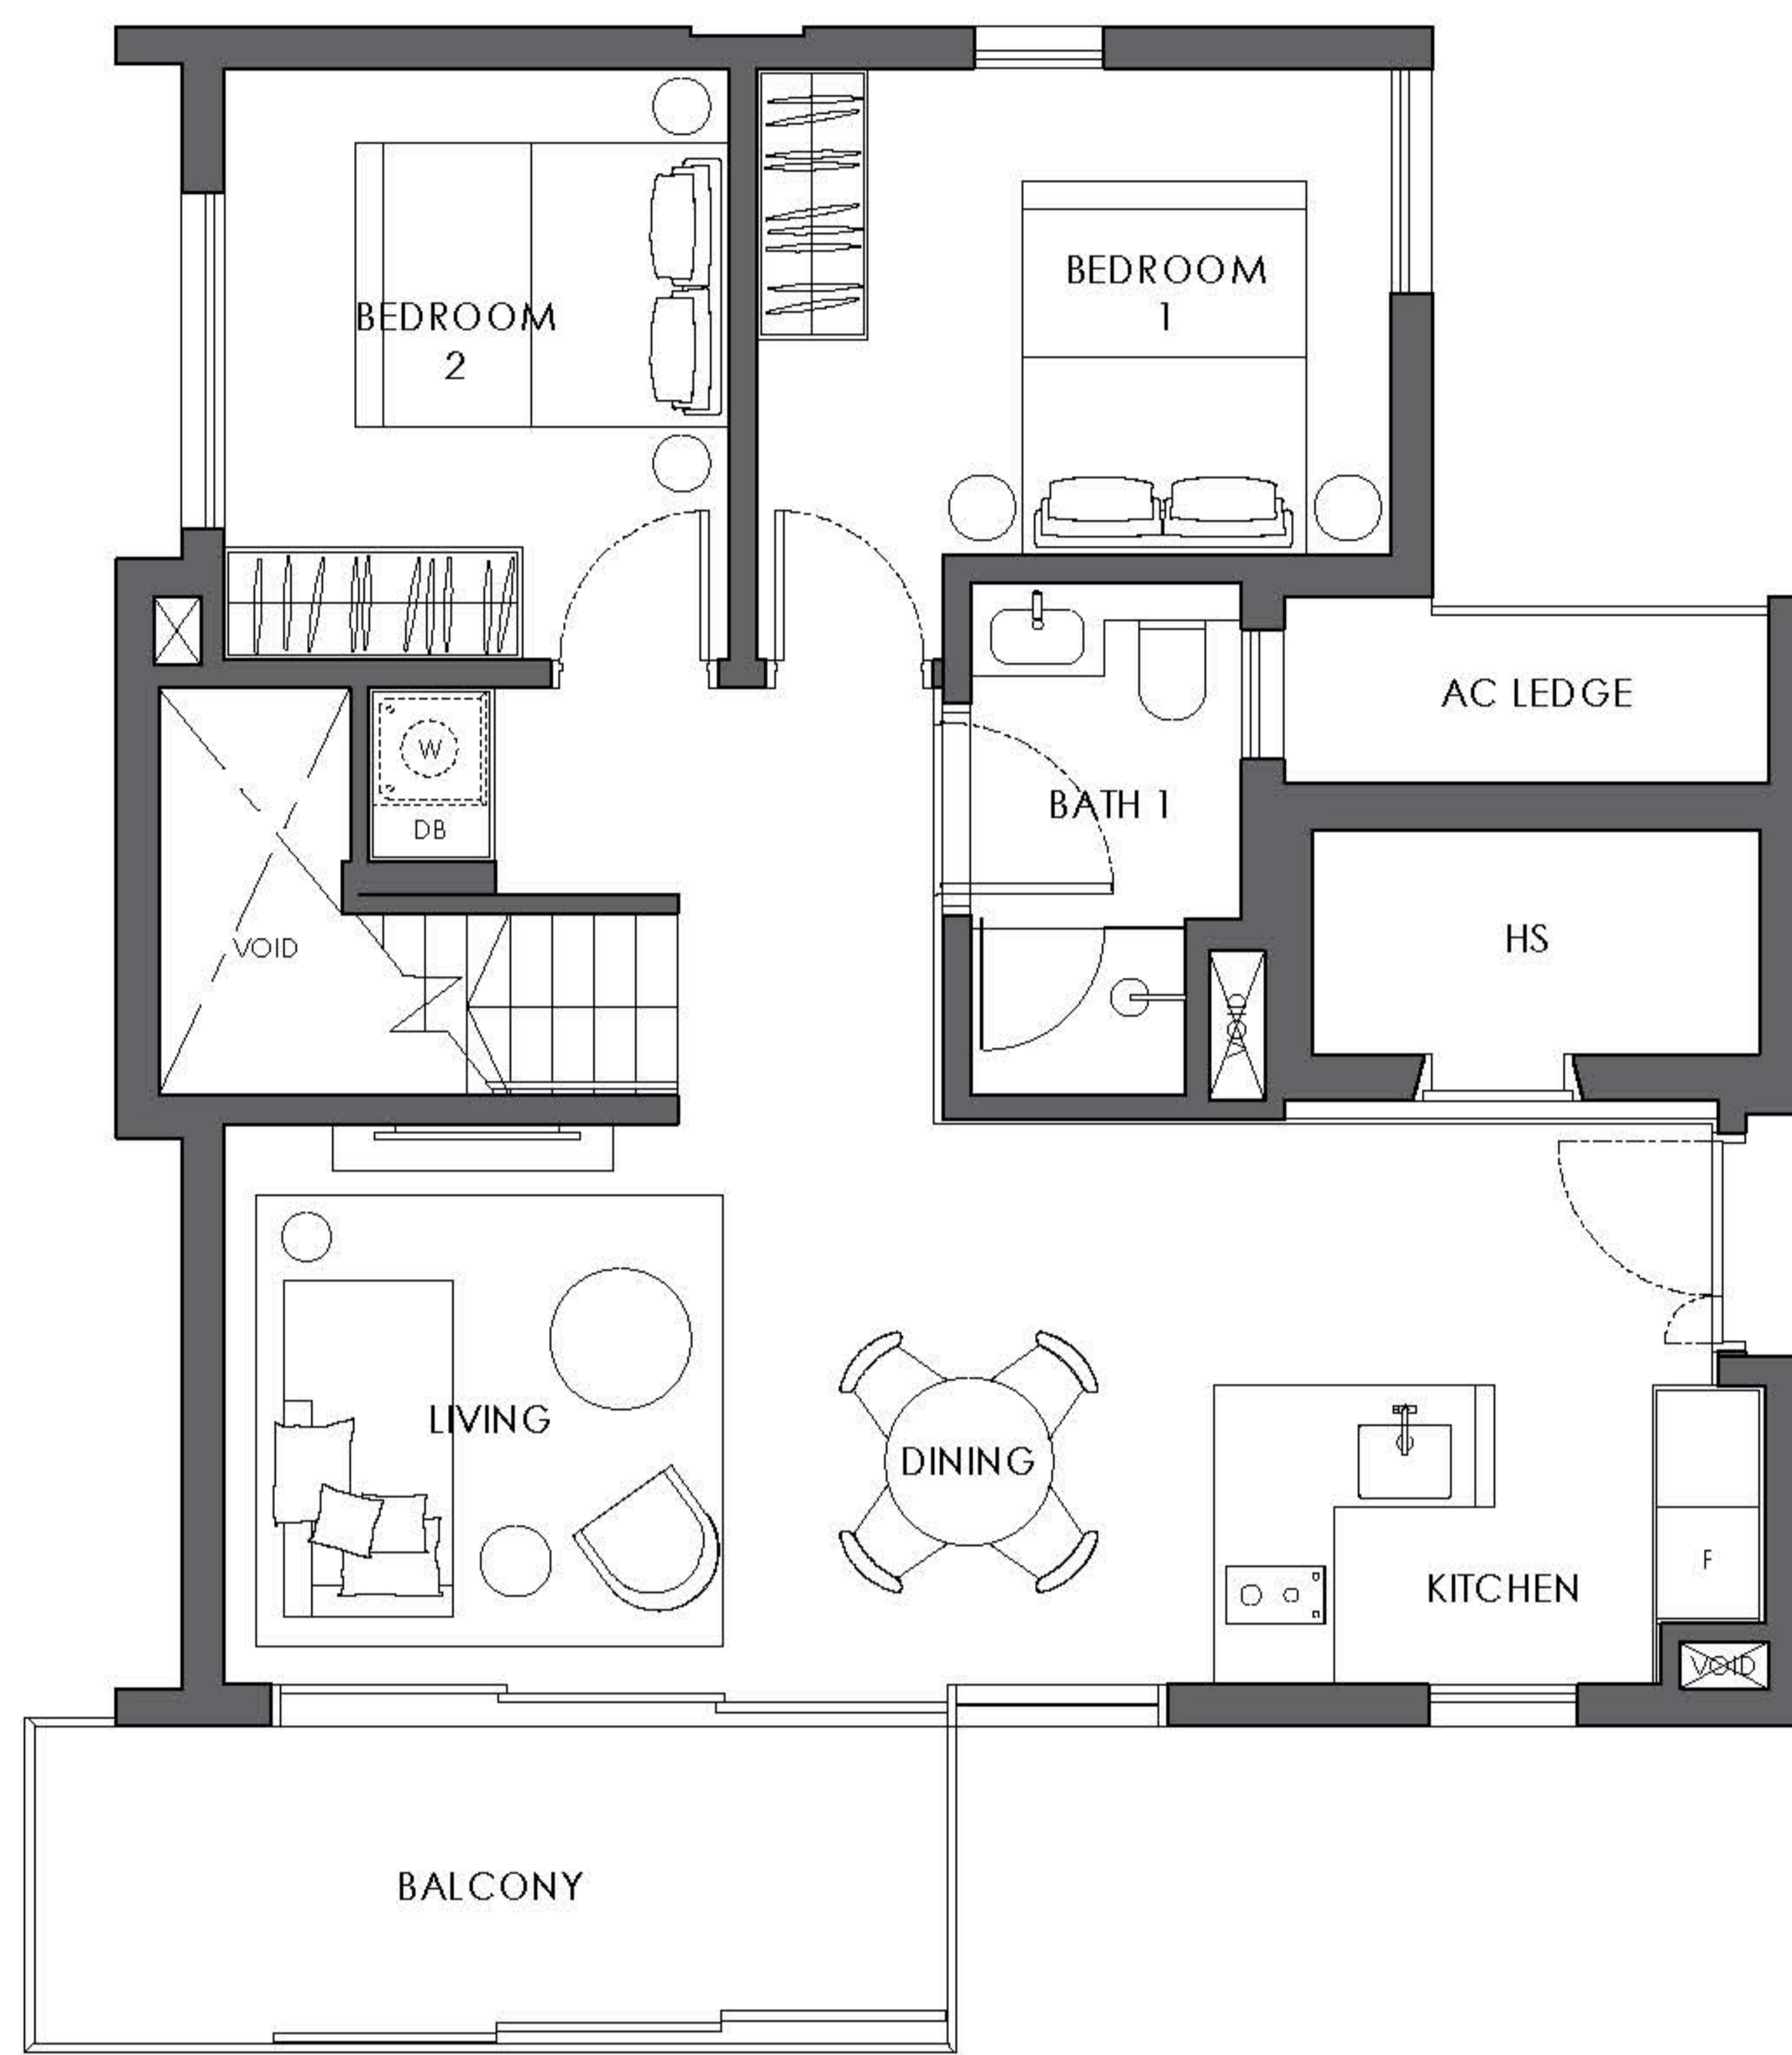 BEDROOM
1
BEDROOM
2
AC LEDGE
W
BATH 1
DB
HS
VOID
LIVING
DINING
F
KITCHEN
VOID
BALCONY